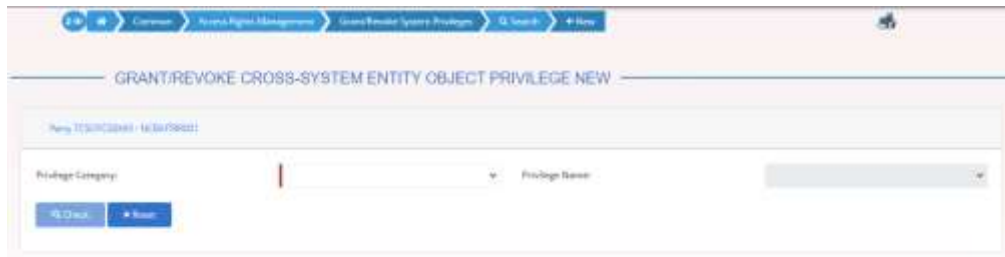 Common Access Rights Management Grant/Revoke System Privileges Search + New
GRANT/REVOKE CROSS-SYSTEM ENTITY OBJECT PRIVILEGE NEW
Party
Privilege Category: Privilege Name:
Check × Reset